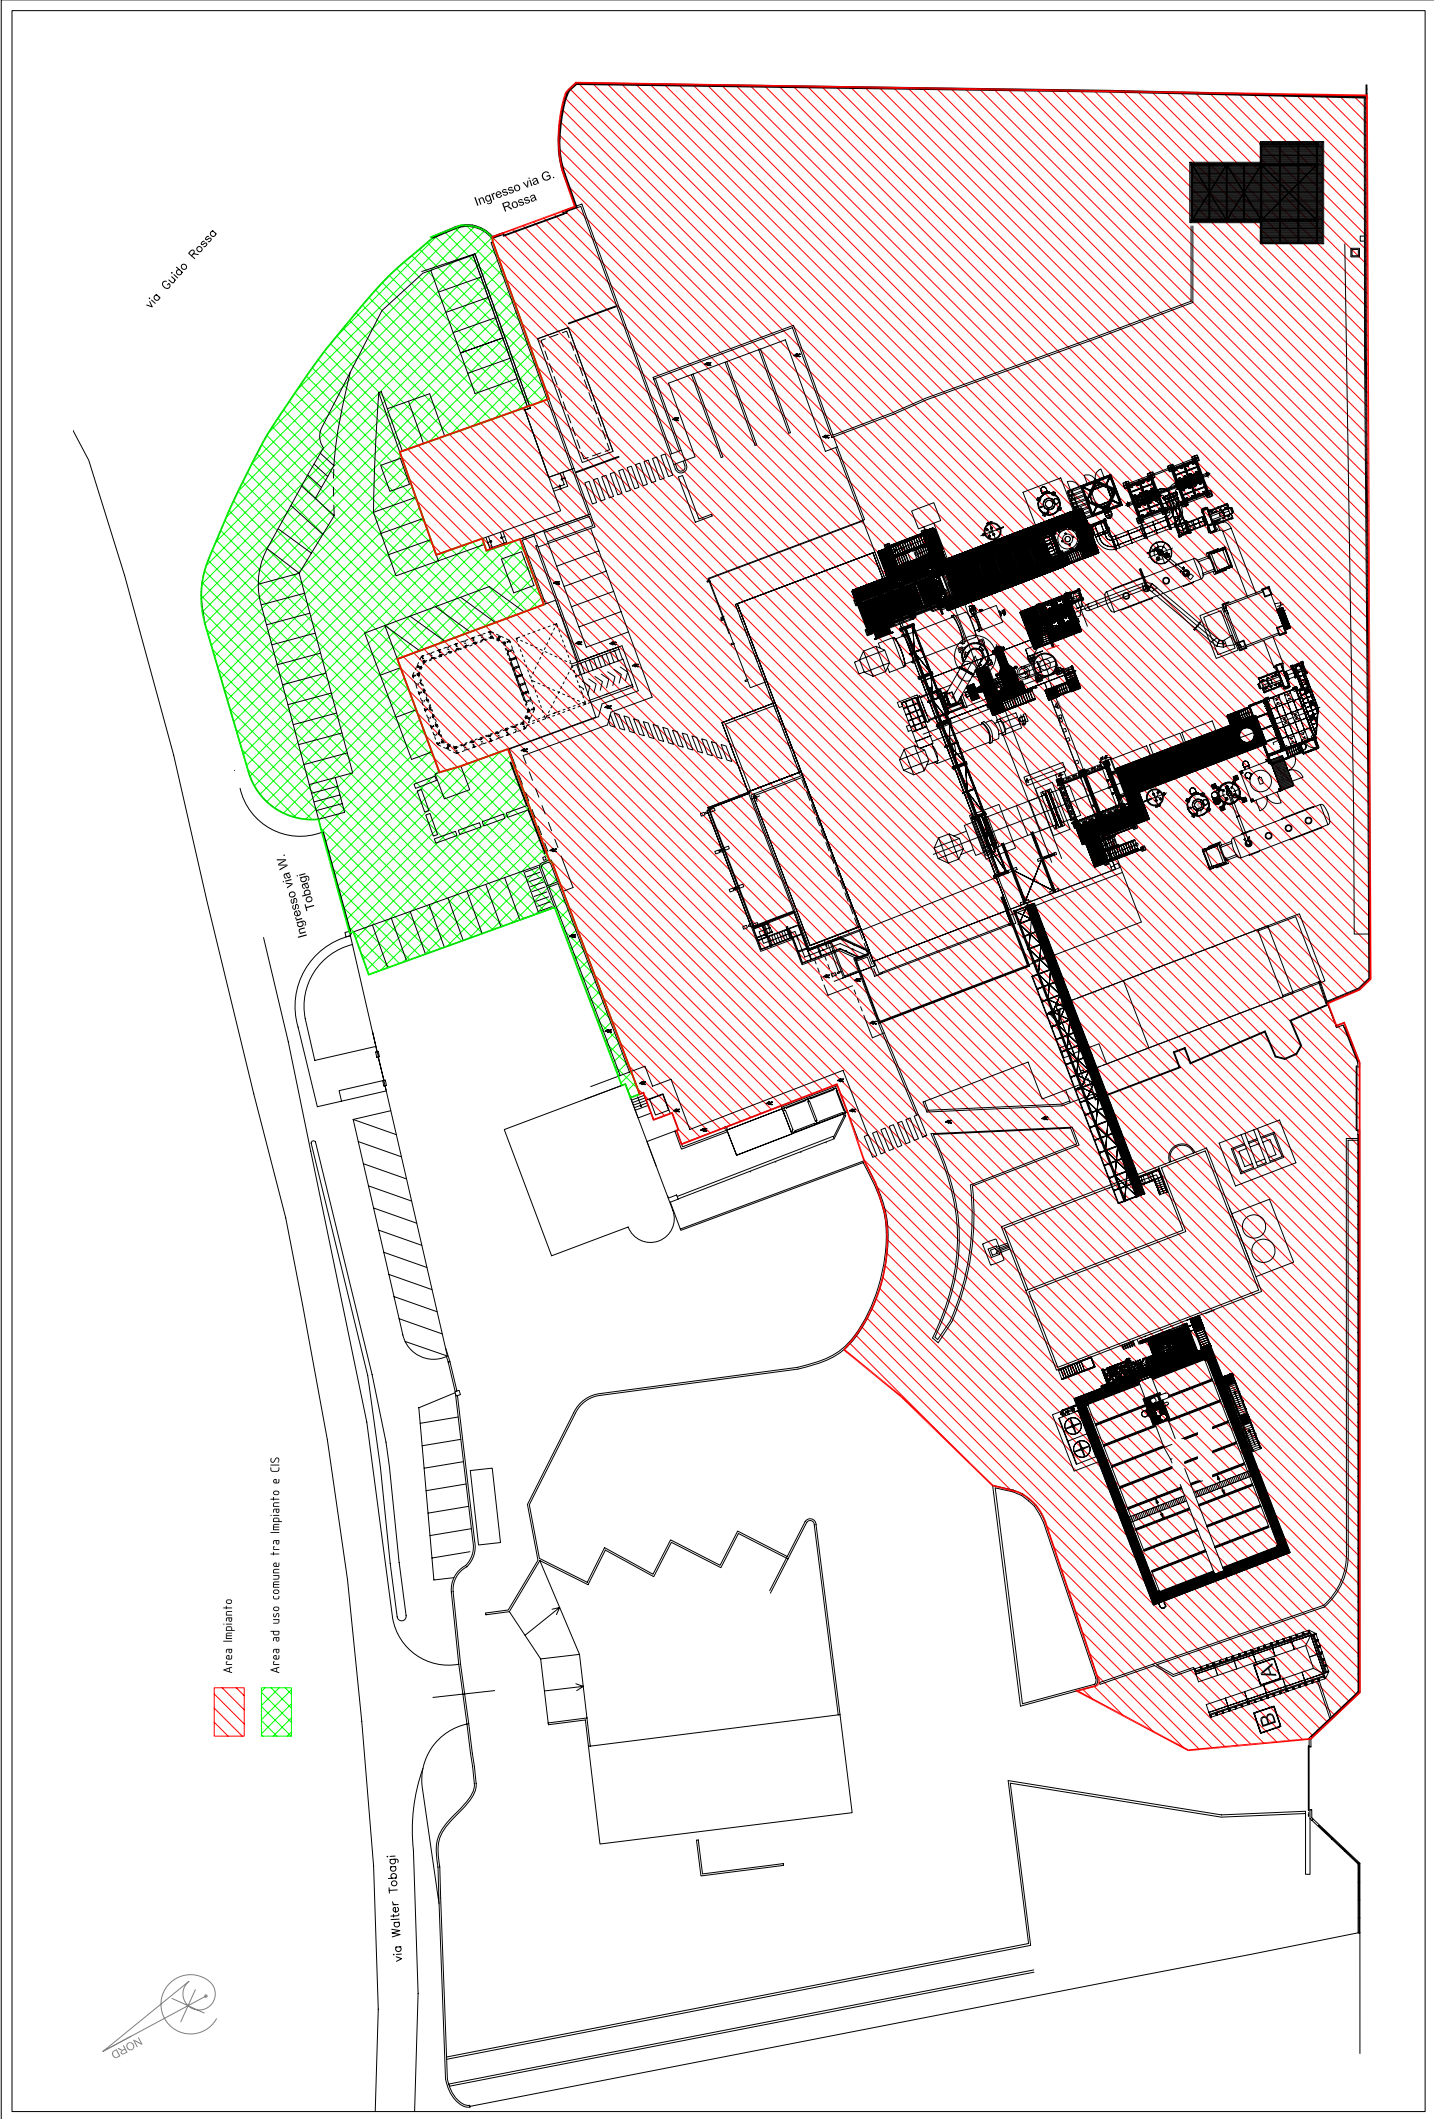 Ingresso via G.
Rossa
via Guido Rossa
Ingresso via W.
Tobagi
Area Impianto
Area ad uso comune fra Impianto e CIS
A
B
via Walter Tobagi
NORD